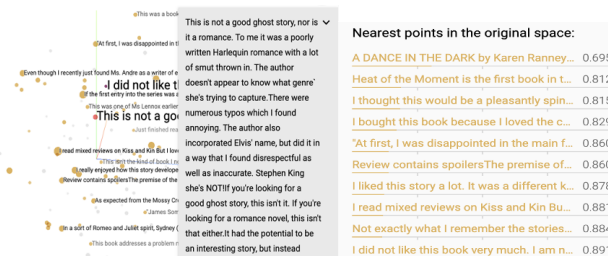 This was a book
"At first, I was disappointed in t
Even though I recently just found Ms. Andre as a writer of e
I did not like t
If the first entry into the series was a
This was one of Ms Lennox earlier
This is not a go
Just finished rea
I read mixed reviews on Kiss and Kin But I lov
This isn't the kind of book I n
I really enjoyed how this story develope
Review contains spoilersThe premise of the
As expected from the Mossy Cr
"James Som
In a sort of Romeo and Juliet spirit, Sydney (
This book addresses a problem n
This is not a good ghost story, nor is
it a romance. To me it was a poorly
written Harlequin romance with a lot
of smut thrown in. The author
doesn't appear to know what genre`
she's trying to capture.There were
numerous typos which I found
annoying. The author also
incorporated Elvis' name, but did it in
a way that I found disrespectful as
well as inaccurate. Stephen King
she's NOT!If you're looking for a
good ghost story, this isn't it. If you're
looking for a romance novel, this isn't
that either.It had the potential to be
an interesting story, but instead
Nearest points in the original space:
A DANCE IN THE DARK by Karen Ranney... 0.695
Heat of the Moment is the first book in t... 0.812
I thought this would be a pleasantly spin... 0.815
I bought this book because I loved the c... 0.829
"At first, I was disappointed in the main f... 0.860
Review contains spoilersThe premise of... 0.860
I liked this story a lot. It was a different k... 0.878
I read mixed reviews on Kiss and Kin Bu... 0.881
Not exactly what I remember the stories... 0.884
I did not like this book very much. I am n... 0.891